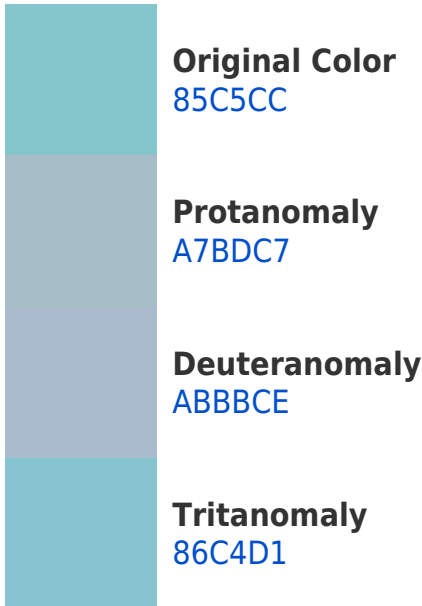 Original Color
85C5CC
Protanomaly
A7BDC7
Deuteranomaly
ABBBCE
Tritanomaly
86C4D1